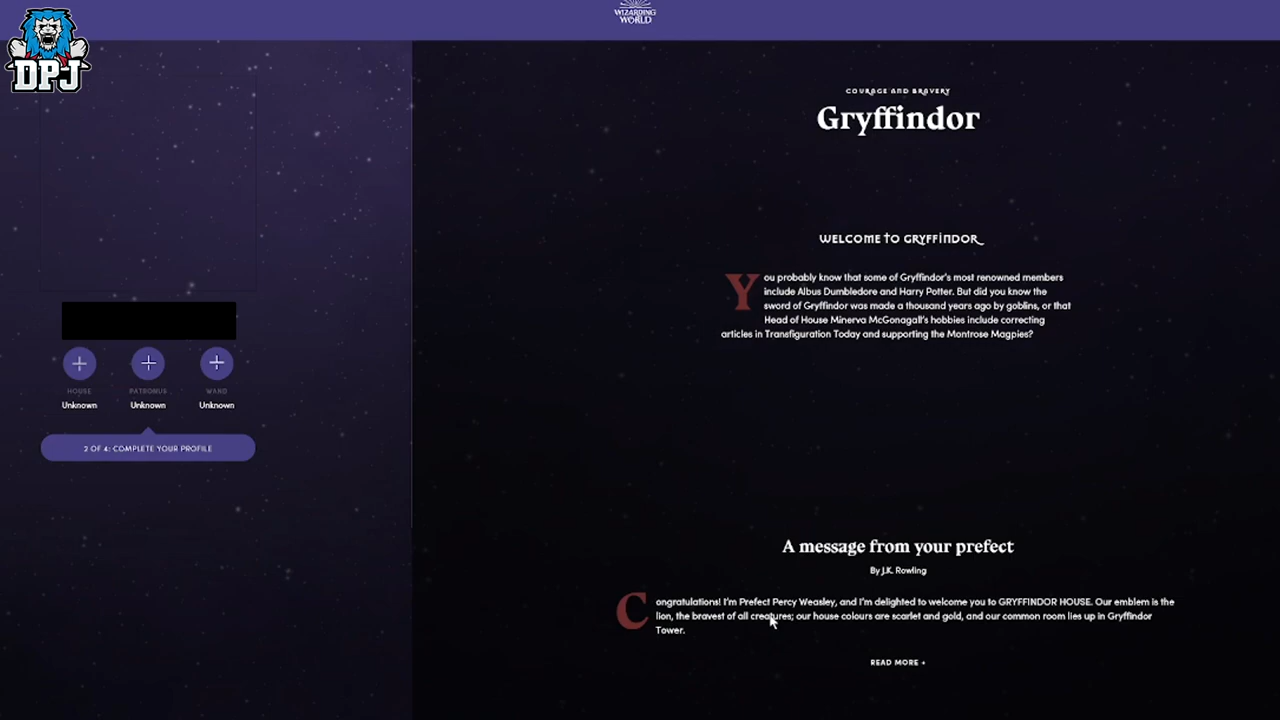 WIZARDING
WORLD
DPJ
COURAGE AND BRAVERY
Gryffindor
WELCOME TO GRYFFINDOR
You probably know that some of Gryffindor's most renowned members
include Albus Dumbledore and Harry Potter. But did you know the
sword of Gryffindor was made a thousand years ago by goblins, or that
Head of House Minerva McGonagall's hobbies include correcting
articles in Transfiguration Today and supporting the Montrose Magpies?
HOUSE PATRONUS WAND
Unknown Unknown Unknown
2 OF 4: COMPLETE YOUR PROFILE
A message from your prefect
By J.K. Rowling
Congratulations! I'm Prefect Percy Weasley, and I'm delighted to welcome you to GRYFFINDOR HOUSE. Our emblem is the
lion, the bravest of all creatures; our house colours are scarlet and gold, and our common room lies up in Gryffindor
Tower.
READ MORE +